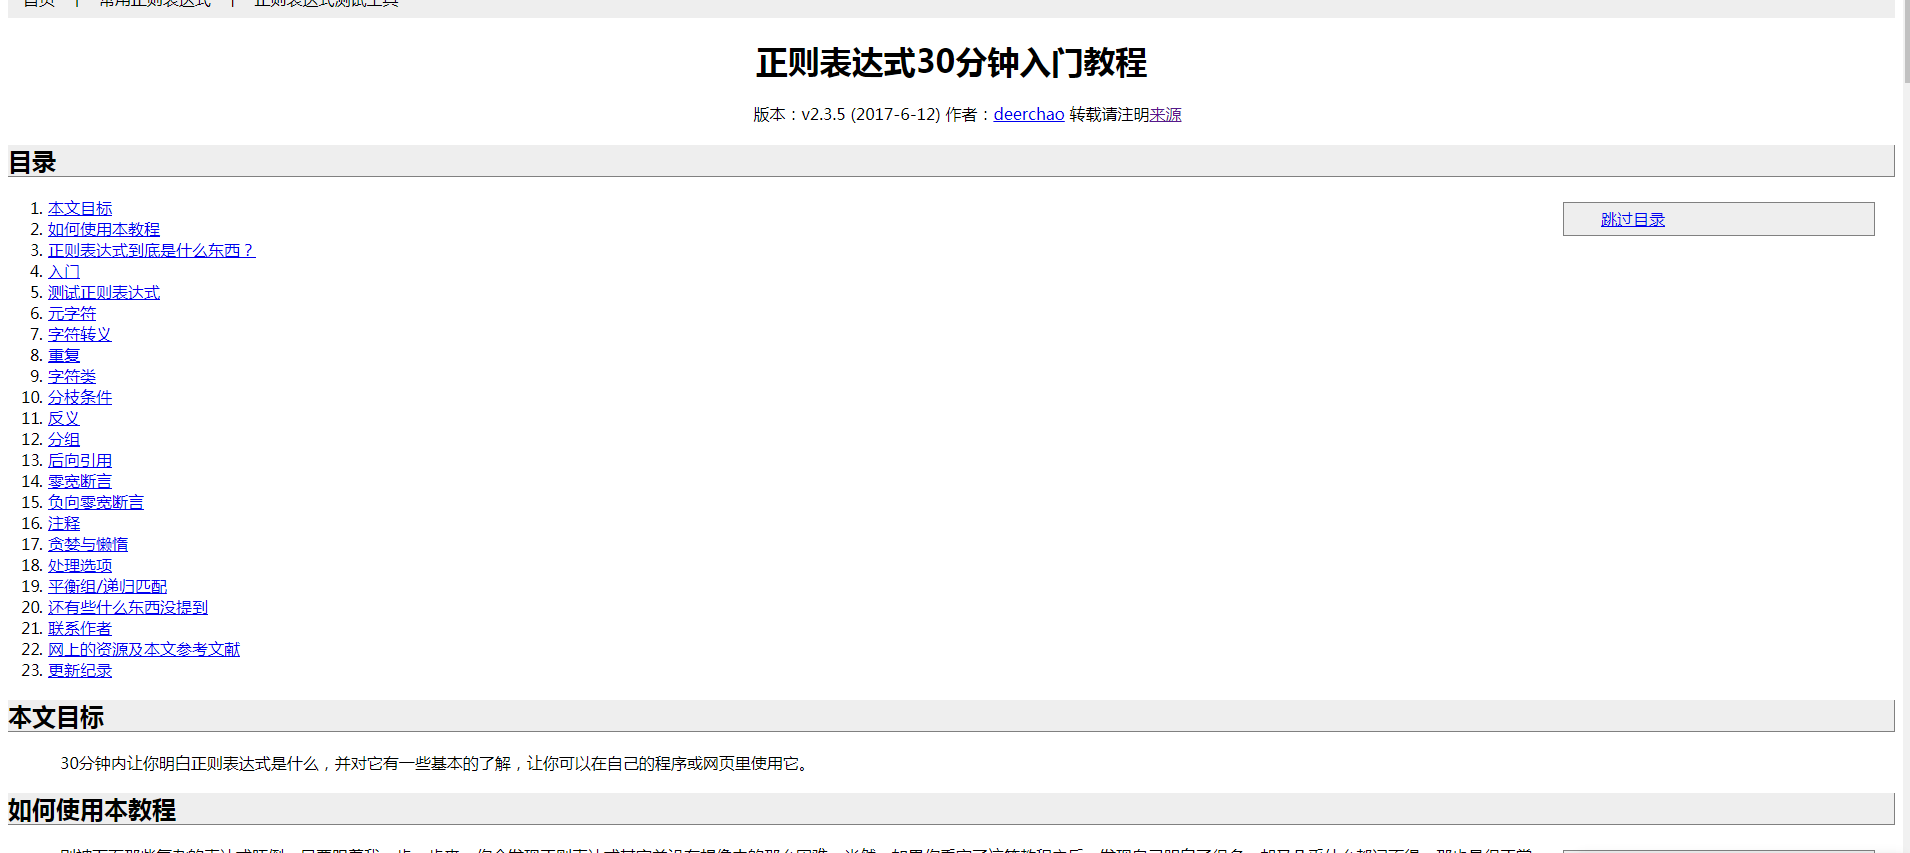 首页 | 常用正则表达式 | 正则表达式测试工具
正则表达式30分钟入门教程
版本：v2.3.5 (2017-6-12) 作者：deerchao 转载请注明来源
目录
跳过目录
1. 本文目标
2. 如何使用本教程
3. 正则表达式到底是什么东西？
4. 入门
5. 测试正则表达式
6. 元字符
7. 字符转义
8. 重复
9. 字符类
10. 分枝条件
11. 反义
12. 分组
13. 后向引用
14. 零宽断言
15. 负向零宽断言
16. 注释
17. 贪婪与懒惰
18. 处理选项
19. 平衡组/递归匹配
20. 还有些什么东西没提到
21. 联系作者
22. 网上的资源及本文参考文献
23. 更新纪录
本文目标
30分钟内让你明白正则表达式是什么，并对它有一些基本的了解，让你可以在自己的程序或网页里使用它。
如何使用本教程